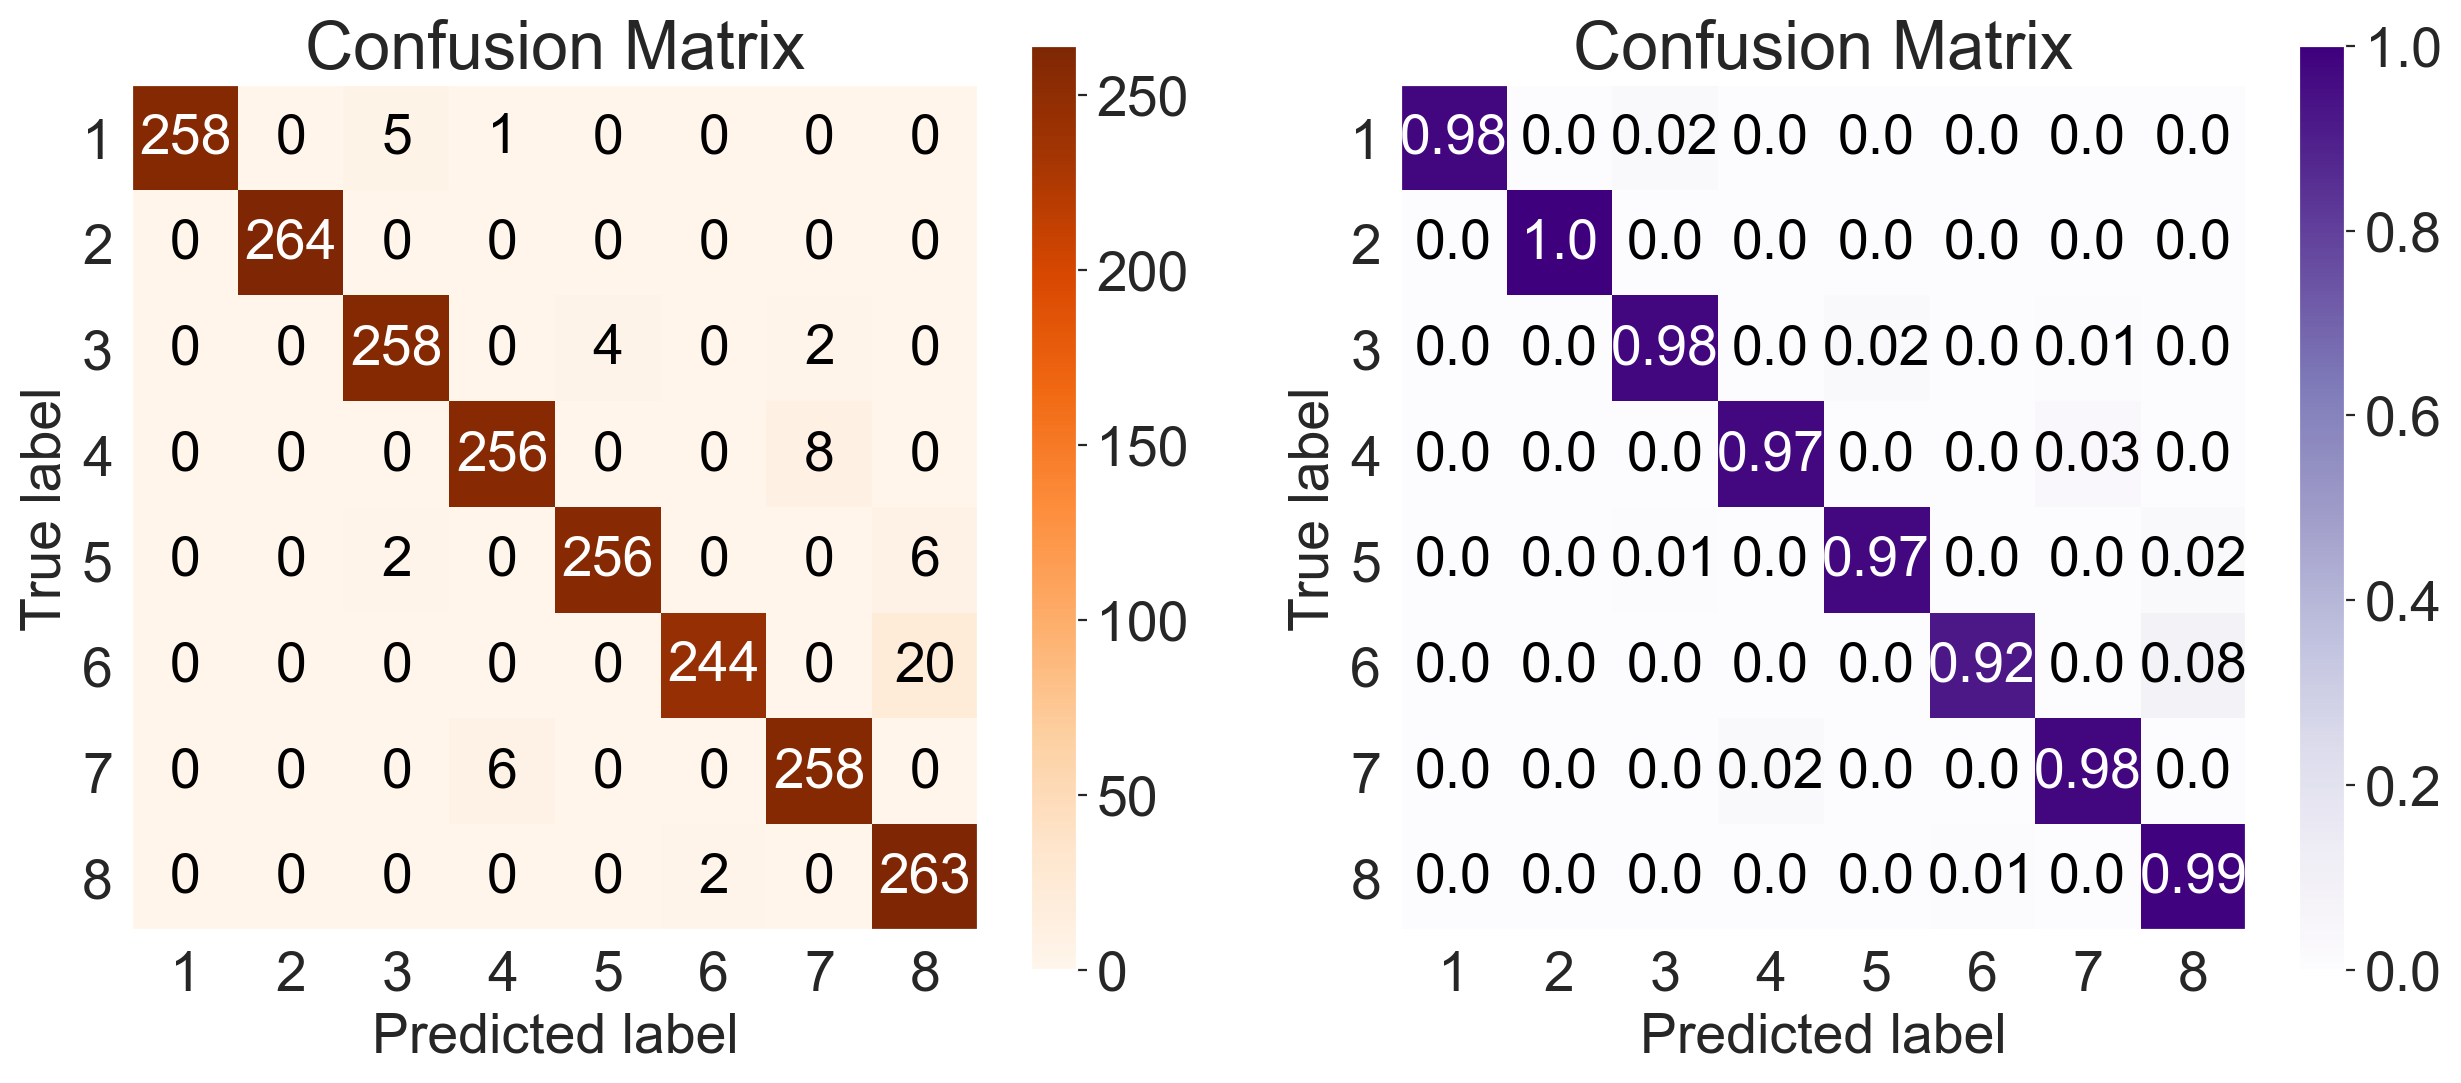 Confusion Matrix
1 258 0 5 1 0 0 0 0
2 0 264 0 0 0 0 0 0
3 0 0 258 0 4 0 2 0
4 0 0 0 256 0 0 8 0
5 0 0 2 0 256 0 0 6
6 0 0 0 0 0 244 0 20
7 0 0 0 6 0 0 258 0
8 0 0 0 0 0 2 0 263
1 2 3 4 5 6 7 8
True label
Predicted label
250
200
150
100
50
0
Confusion Matrix
1 0.98 0.0 0.02 0.0 0.0 0.0 0.0 0.0
2 0.0 1.0 0.0 0.0 0.0 0.0 0.0 0.0
3 0.0 0.0 0.98 0.0 0.02 0.0 0.01 0.0
4 0.0 0.0 0.0 0.97 0.0 0.0 0.03 0.0
5 0.0 0.0 0.01 0.0 0.97 0.0 0.0 0.02
6 0.0 0.0 0.0 0.0 0.0 0.92 0.0 0.08
7 0.0 0.0 0.0 0.02 0.0 0.0 0.98 0.0
8 0.0 0.0 0.0 0.0 0.0 0.01 0.0 0.99
1 2 3 4 5 6 7 8
True label
Predicted label
1.0
0.8
0.6
0.4
0.2
0.0